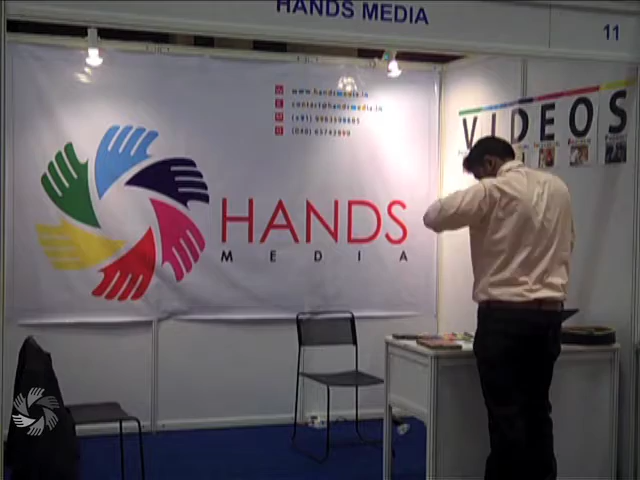 HANDS MEDIA
11
www.handsmedia.in
contact@handsmedia.in
VIDEOS
HANDS
MEDIA